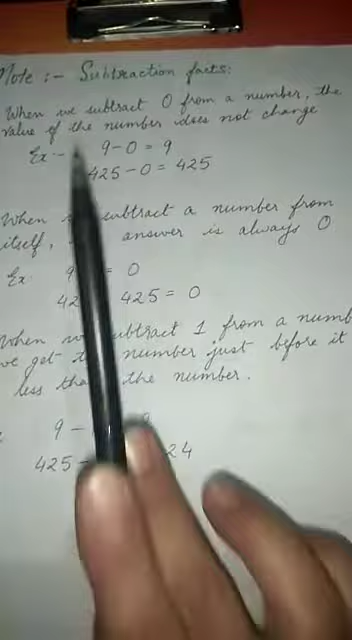 Note :- Subtraction facts:
When we subtract 0 from a number, the
value of the number does not change
Ex :- 9 - 0 = 9
425 - 0 = 425
When subtract a number from
itself, answer is always 0
Ex 9 = 0
42 425 = 0
When subtract 1 from a numb
we get number just before it
less than the number.
9 -
425 - 24